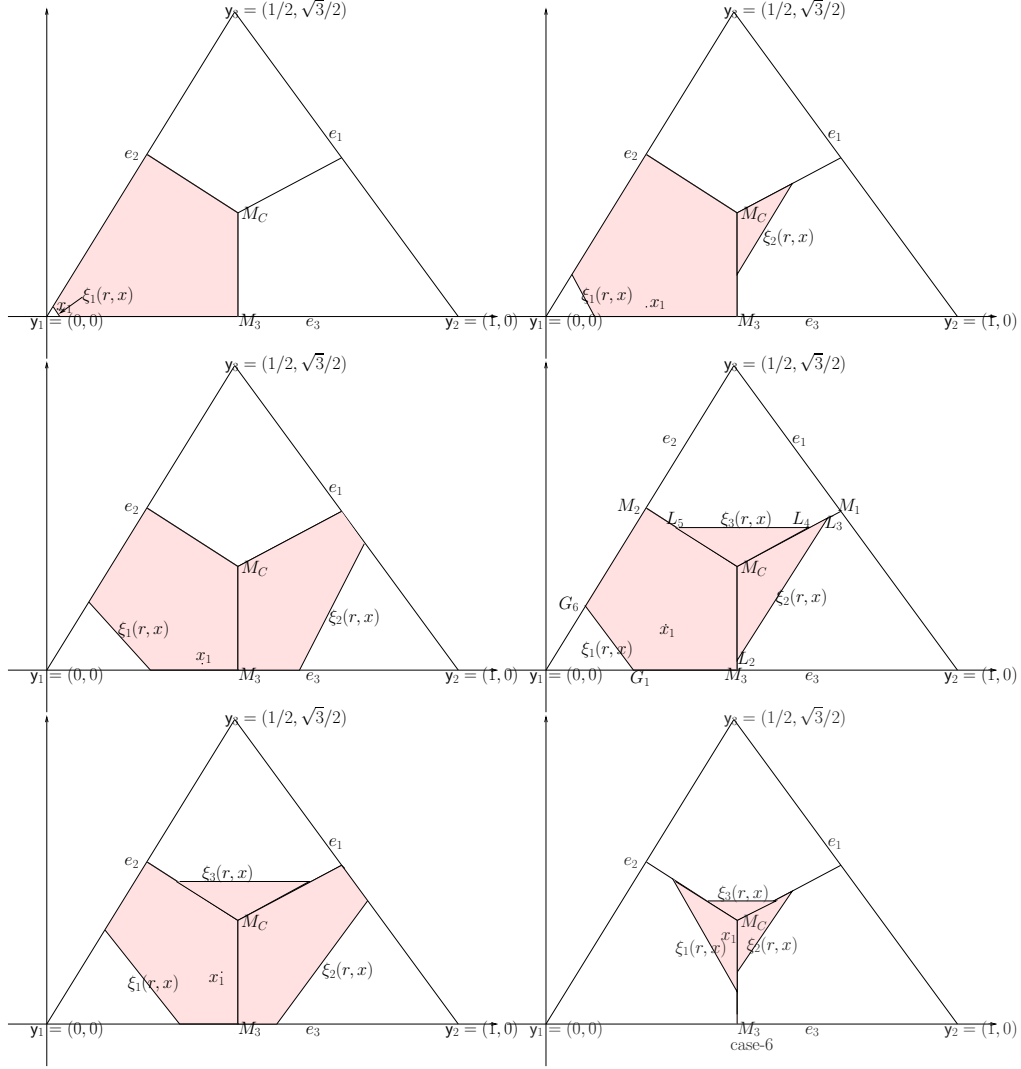 y₃ = (1/2, √3/2)
e₁
e₂
M_C
ξ₁(r, x)
x₁
y₁ = (0, 0)
M₃
e₃
y₂ = (1, 0)
y₃ = (1/2, √3/2)
e₁
e₂
M_C
ξ₂(r, x)
ξ₁(r, x)
x₁
y₁ = (0, 0)
M₃
e₃
y₂ = (1, 0)
y₃ = (1/2, √3/2)
e₁
e₂
M_C
ξ₂(r, x)
ξ₁(r, x)
x₁
y₁ = (0, 0)
M₃
e₃
y₂ = (1, 0)
y₃ = (1/2, √3/2)
e₂
e₁
M₂
M₁
L₅
ξ₃(r, x)
L₄
L₃
M_C
ξ₂(r, x)
G₆
x₁
ξ₁(r, x)
L₂
y₁ = (0, 0)
G₁
M₃
e₃
y₂ = (1, 0)
y₃ = (1/2, √3/2)
e₁
e₂
ξ₃(r, x)
M_C
x₁
ξ₂(r, x)
ξ₁(r, x)
y₁ = (0, 0)
M₃
e₃
y₂ = (1, 0)
y₃ = (1/2, √3/2)
e₁
e₂
ξ₃(r, x)
M_C
x₁
ξ₁(r, x)
ξ₂(r, x)
y₁ = (0, 0)
M₃
e₃
y₂ = (1, 0)
case-6